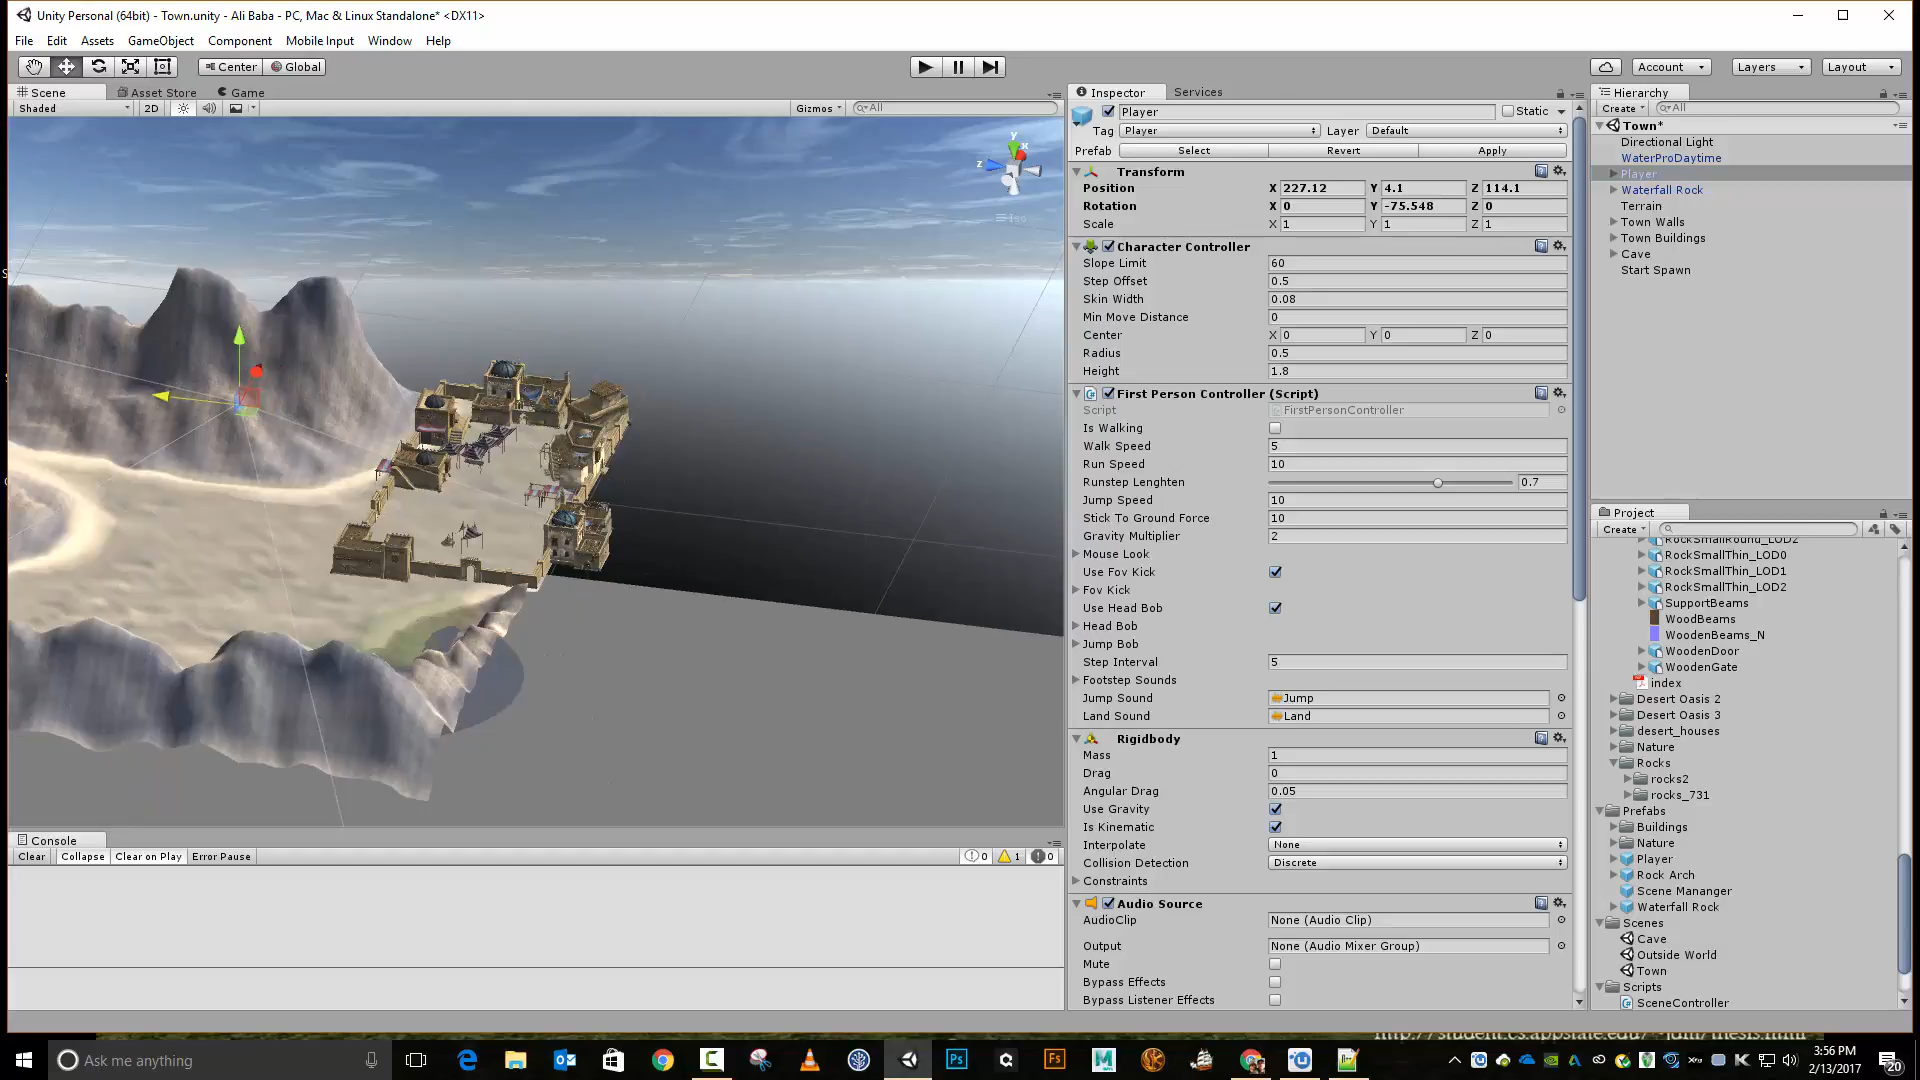 Unity Personal (64bit) - Town.unity - Ali Baba - PC, Mac & Linux Standalone* <DX11>
File Edit Assets GameObject Component Mobile Input Window Help
Center Global
Account Layers Layout
Scene Asset Store Game
Shaded 2D Gizmos All
y x z
Iso
Inspector Services
Player Static
Tag Player Layer Default
Prefab Select Revert Apply
Transform
Position X 227.12 Y 4.1 Z 114.1
Rotation X 0 Y -75.548 Z 0
Scale X 1 Y 1 Z 1
Character Controller
Slope Limit 60
Step Offset 0.5
Skin Width 0.08
Min Move Distance 0
Center X 0 Y 0 Z 0
Radius 0.5
Height 1.8
First Person Controller (Script)
Script FirstPersonController
Is Walking
Walk Speed 5
Run Speed 10
Runstep Lenghten 0.7
Jump Speed 10
Stick To Ground Force 10
Gravity Multiplier 2
Mouse Look
Use Fov Kick
Fov Kick
Use Head Bob
Head Bob
Jump Bob
Step Interval 5
Footstep Sounds
Jump Sound Jump
Land Sound Land
Rigidbody
Mass 1
Drag 0
Angular Drag 0.05
Use Gravity
Is Kinematic
Interpolate None
Collision Detection Discrete
Constraints
Audio Source
AudioClip None (Audio Clip)
Output None (Audio Mixer Group)
Mute
Bypass Effects
Bypass Listener Effects
Hierarchy
Create All
Town*
Directional Light
WaterProDaytime
Player
Waterfall Rock
Terrain
Town Walls
Town Buildings
Cave
Start Spawn
Project
Create
RockSmallRound_LOD2
RockSmallThin_LOD0
RockSmallThin_LOD1
RockSmallThin_LOD2
SupportBeams
WoodBeams
WoodenBeams_N
WoodenDoor
WoodenGate
index
Desert Oasis 2
Desert Oasis 3
desert_houses
Nature
Rocks
rocks2
rocks_731
Prefabs
Buildings
Nature
Player
Rock Arch
Scene Mananger
Waterfall Rock
Scenes
Cave
Outside World
Town
Scripts
SceneController
Console
Clear Collapse Clear on Play Error Pause 0 1 0
Ask me anything
3:56 PM
2/13/2017
20